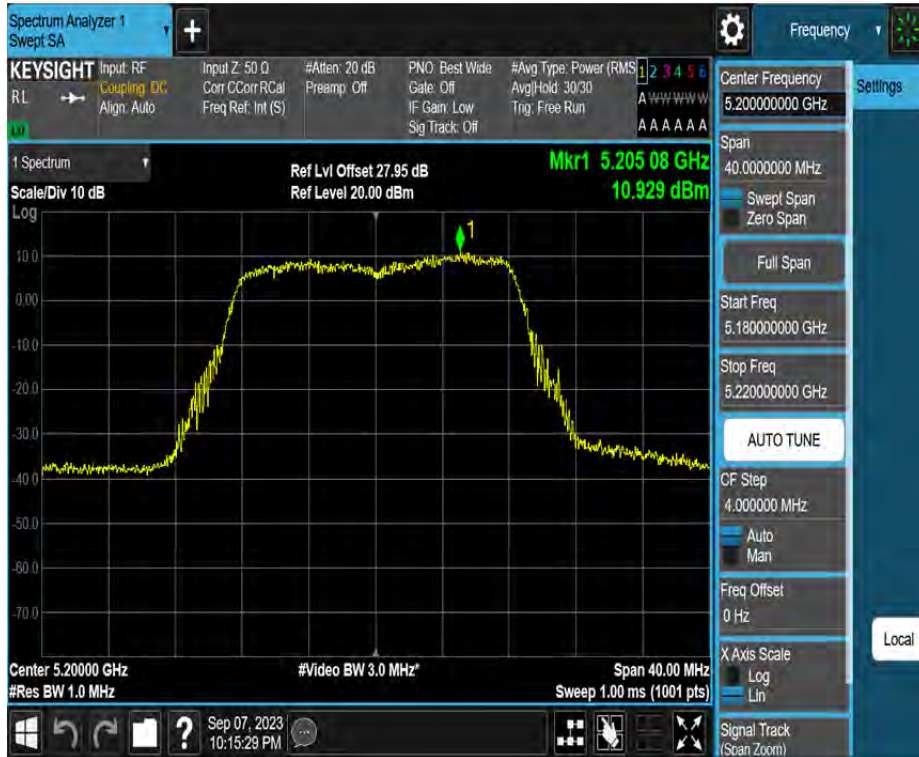 Spectrum Analyzer 1
Swept SA
+
Frequency
KEYSIGHT
RL
Input: RF
Coupling: DC
Align: Auto
Input Z: 50 Ω
Corr CCorr RCal
Freq Ref: Int (S)
#Atten: 20 dB
Preamp: Off
PNO: Best Wide
Gate: Off
IF Gain: Low
Sig Track: Off
#Avg Type: Power (RMS
Avg|Hold: 30/30
Trig: Free Run
1 2 3 4 5 6
A W W W W W
A A A A A A
1 Spectrum
Scale/Div 10 dB
Log
Ref Lvl Offset 27.95 dB
Ref Level 20.00 dBm
Mkr1 5.205 08 GHz
10.929 dBm
1
10.0
0.00
-10.0
-20.0
-30.0
-40.0
-50.0
-60.0
-70.0
Center 5.20000 GHz
#Res BW 1.0 MHz
#Video BW 3.0 MHz*
Span 40.00 MHz
Sweep 1.00 ms (1001 pts)
?
Sep 07, 2023
10:15:29 PM
Center Frequency
5.200000000 GHz
Span
40.0000000 MHz
Swept Span
Zero Span
Full Span
Start Freq
5.180000000 GHz
Stop Freq
5.220000000 GHz
AUTO TUNE
CF Step
4.000000 MHz
Auto
Man
Freq Offset
0 Hz
X Axis Scale
Log
Lin
Signal Track
(Span Zoom)
Settings
Local